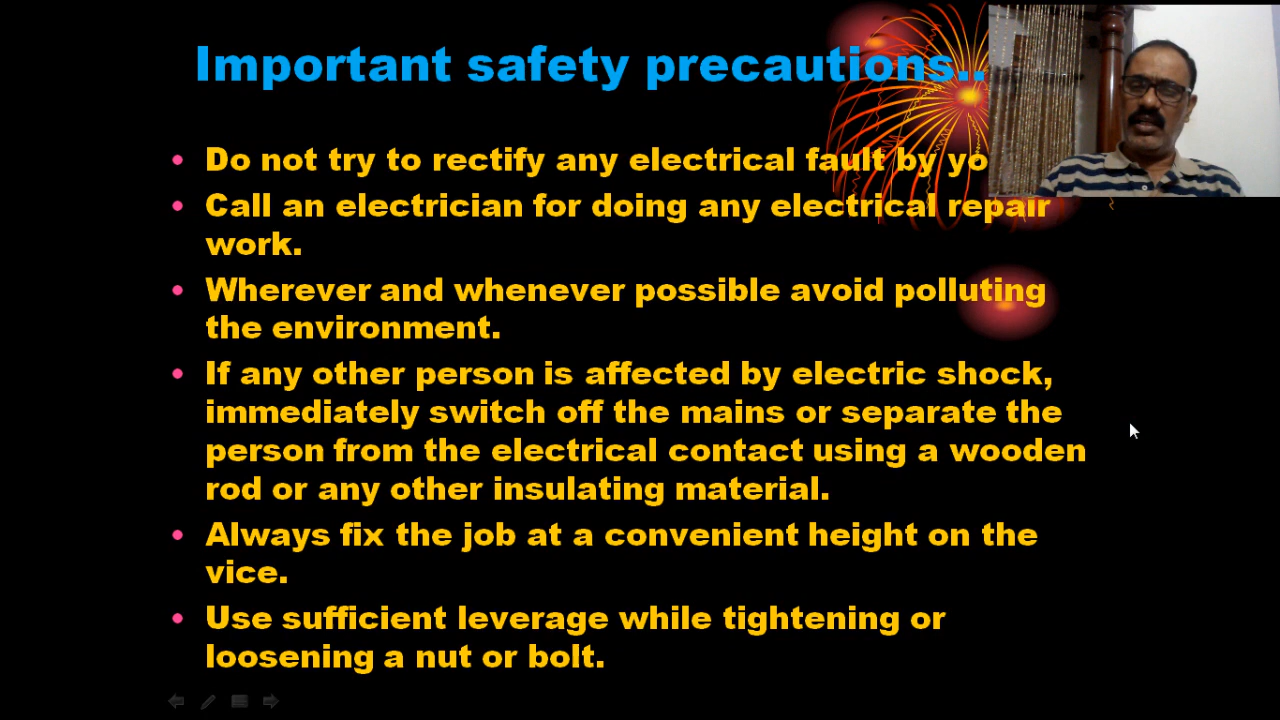 Important safety precautions..
Do not try to rectify any electrical fault by
Call an electrician for doing any electrical repair
work.
Wherever and whenever possible avoid polluting
the environment.
If any other person is affected by electric shock,
immediately switch off the mains or separate the
person from the electrical contact using a wooden
rod or any other insulating material.
Always fix the job at a convenient height on the
vice.
Use sufficient leverage while tightening or
loosening a nut or bolt.